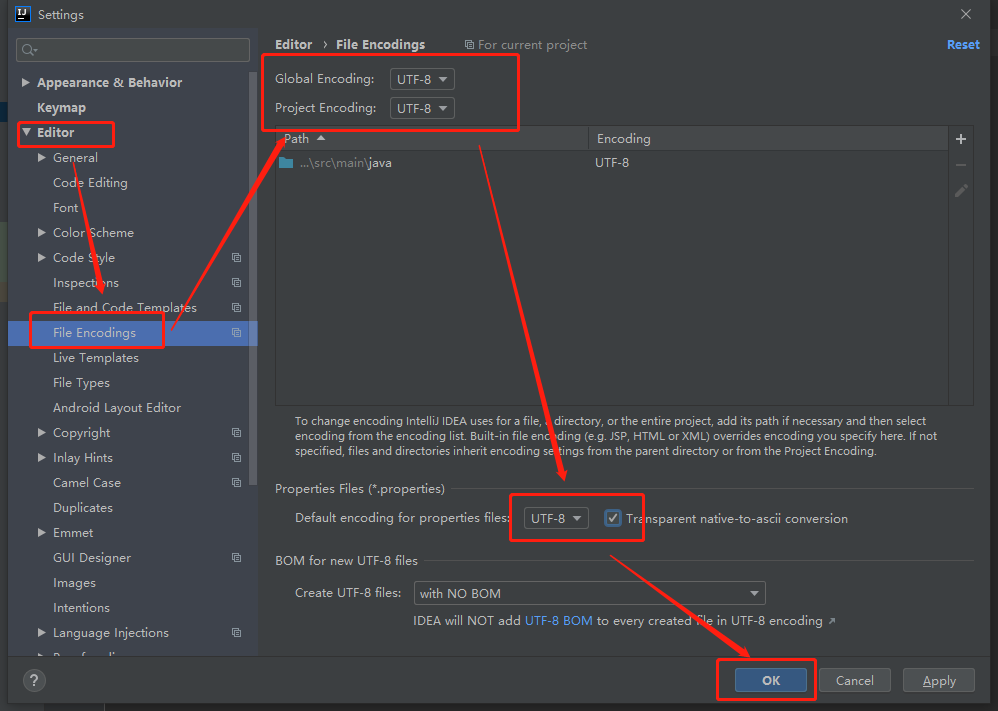 Settings
Appearance & Behavior
Keymap
Editor
General
Code Editing
Font
Color Scheme
Code Style
Inspections
File and Code Templates
File Encodings
Live Templates
File Types
Android Layout Editor
Copyright
Inlay Hints
Camel Case
Duplicates
Emmet
GUI Designer
Images
Intentions
Language Injections
Editor › File Encodings
For current project
Reset
Global Encoding: UTF-8
Project Encoding: UTF-8
Path Encoding
...\src\main\java UTF-8
To change encoding IntelliJ IDEA uses for a file, a directory, or the entire project, add its path if necessary and then select
encoding from the encoding list. Built-in file encoding (e.g. JSP, HTML or XML) overrides encoding you specify here. If not
specified, files and directories inherit encoding settings from the parent directory or from the Project Encoding.
Properties Files (*.properties)
Default encoding for properties files: UTF-8 Transparent native-to-ascii conversion
BOM for new UTF-8 files
Create UTF-8 files: with NO BOM
IDEA will NOT add UTF-8 BOM to every created file in UTF-8 encoding ↗
?
OK
Cancel
Apply